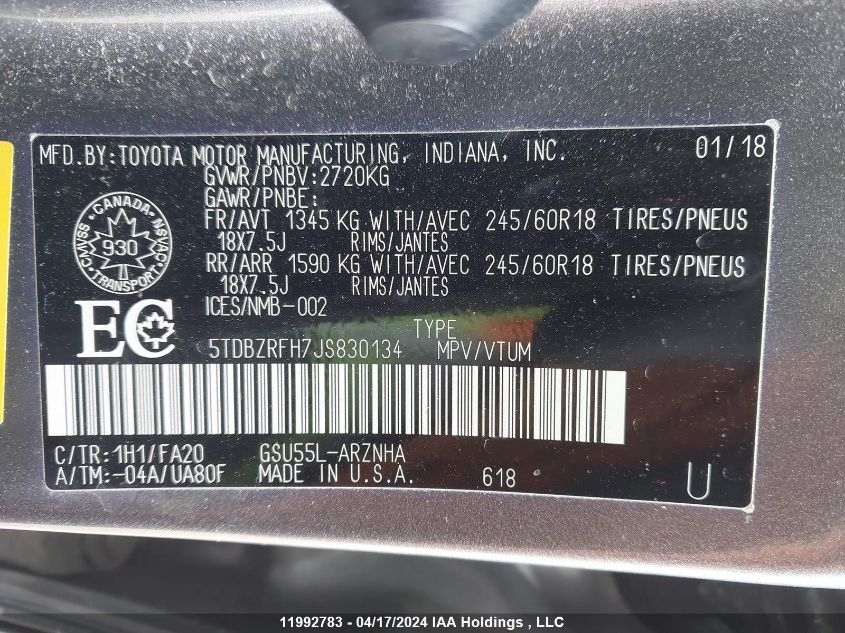 MFD.BY:TOYOTA MOTOR MANUFACTURING, INDIANA, INC. 01/18
GVWR/PNBV:2720KG
GAWR/PNBE:
FR/AVT 1345 KG WITH/AVEC 245/60R18 TIRES/PNEUS
18X7.5J RIMS/JANTES
RR/ARR 1590 KG WITH/AVEC 245/60R18 TIRES/PNEUS
18X7.5J RIMS/JANTES
ICES/NMB-002
CANADA
CMVSS NSVAC
930
TRANSPORT
EC
TYPE
5TDBZRFH7JS830134 MPV/VTUM
C/TR:1H1/FA20 GSU55L-ARZNHA
A/TM:-04A/UA80F MADE IN U.S.A. 618 U
11992783 - 04/17/2024 IAA Holdings , LLC